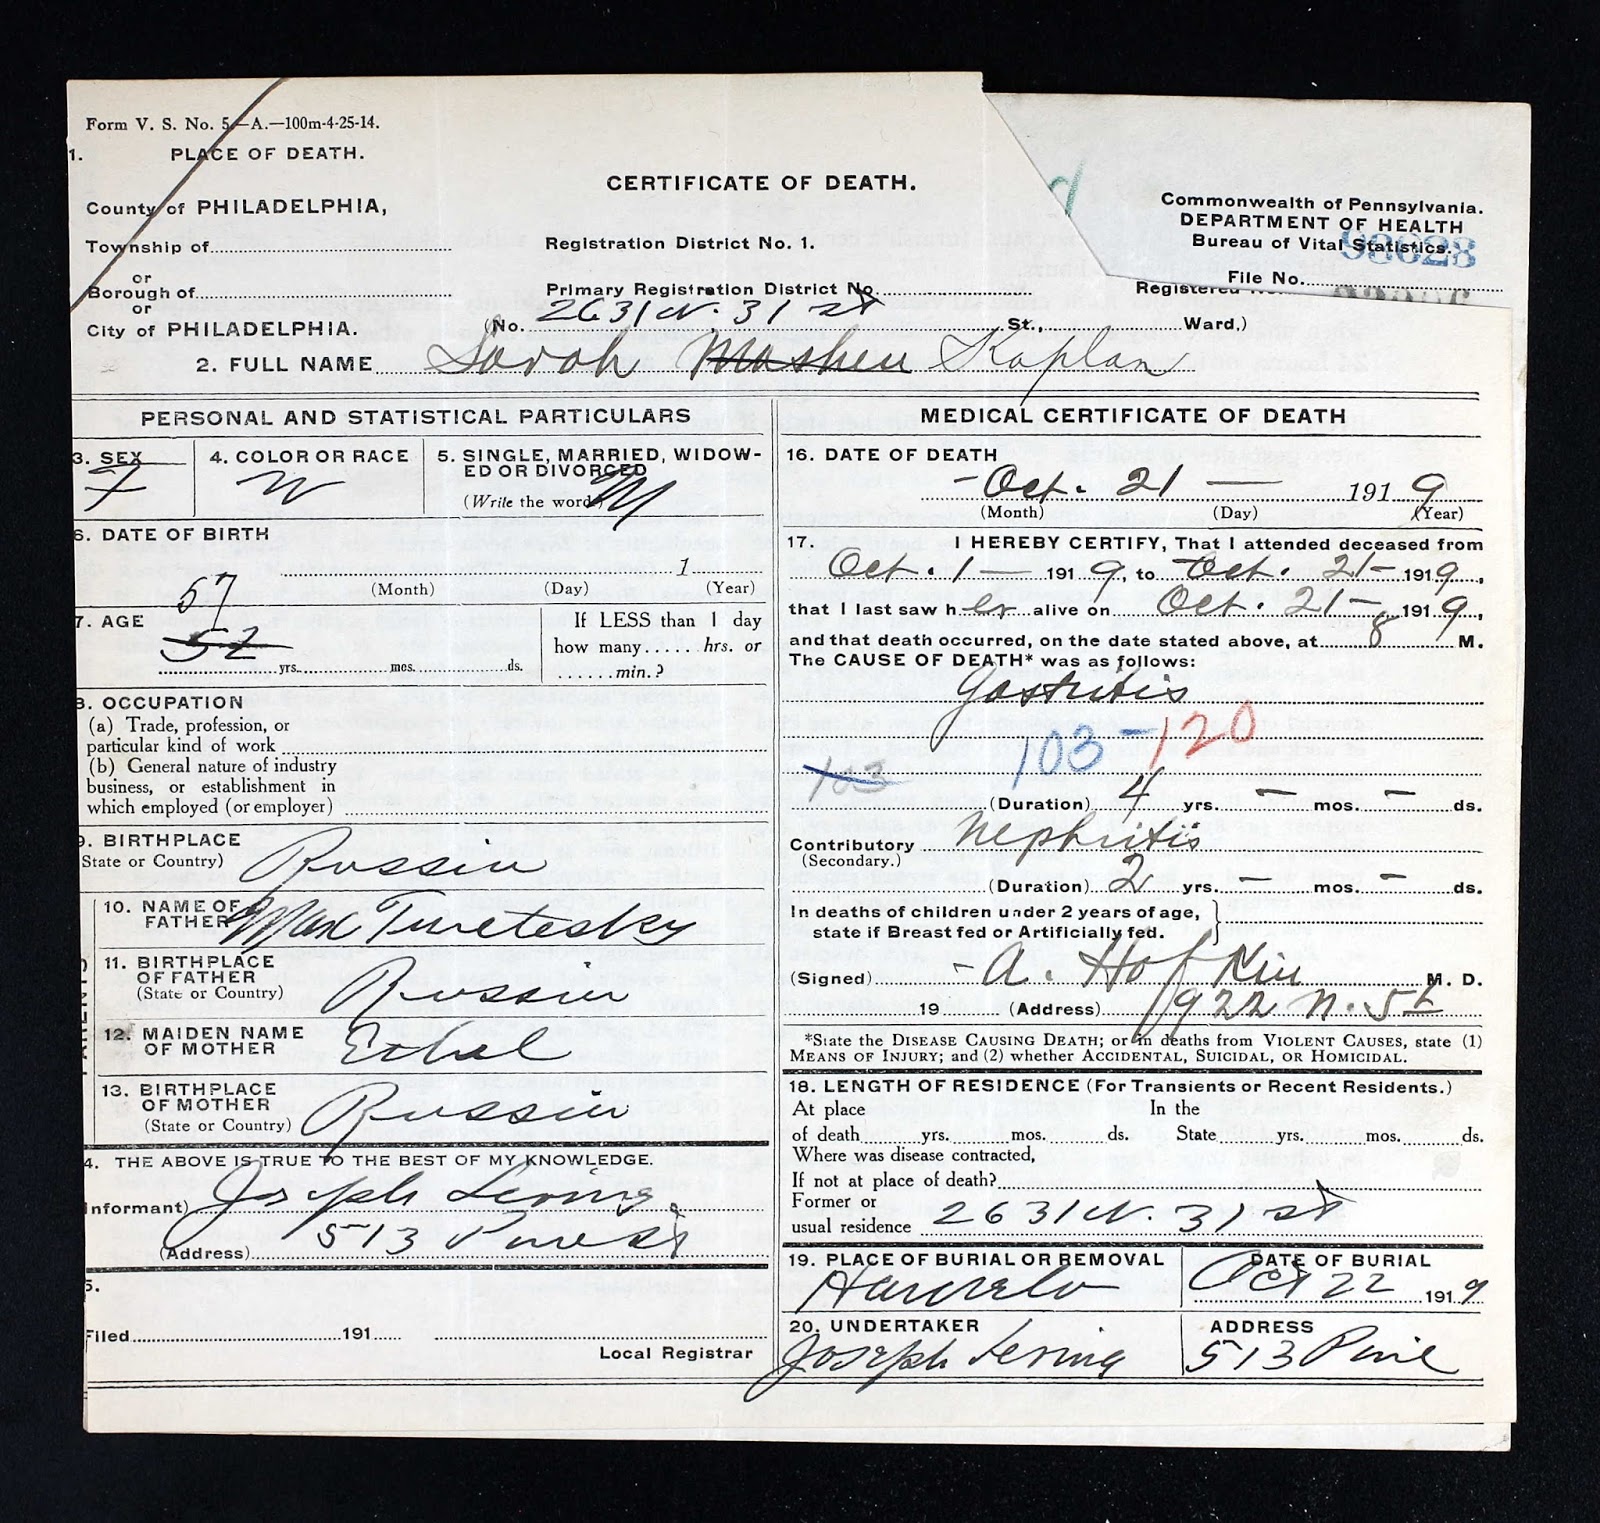 Form V. S. No. 5—A.—100m-4-25-14.
1. PLACE OF DEATH.
CERTIFICATE OF DEATH.
Commonwealth of Pennsylvania.
DEPARTMENT OF HEALTH
Bureau of Vital Statistics.
98628
File No.
County of PHILADELPHIA,
Township of
or
Borough of
or
City of PHILADELPHIA.
Registration District No. 1.
Primary Registration District No.
Registered
(No. 2631 N. 31 st St., Ward.)
2. FULL NAME Sarah Kaplan
PERSONAL AND STATISTICAL PARTICULARS
3. SEX
F
4. COLOR OR RACE
W
5. SINGLE, MARRIED, WIDOWED OR DIVORCED
(Write the word) M
6. DATE OF BIRTH
1
(Month) (Day) (Year)
57
7. AGE
52
yrs. mos. ds.
If LESS than 1 day
how many..... hrs. or
......min.?
8. OCCUPATION
(a) Trade, profession, or
particular kind of work
(b) General nature of industry
business, or establishment in
which employed (or employer)
9. BIRTHPLACE
(State or Country) Russia
10. NAME OF
FATHER Max Turetesky
11. BIRTHPLACE
OF FATHER
(State or Country) Russia
PARENTS
12. MAIDEN NAME
OF MOTHER
13. BIRTHPLACE
OF MOTHER
(State or Country) Russia
4. THE ABOVE IS TRUE TO THE BEST OF MY KNOWLEDGE.
Informant) Joseph Levine
(Address) 513 Pine St
5.
Filed 191
Local Registrar
MEDICAL CERTIFICATE OF DEATH
16. DATE OF DEATH
Oct. 21 — 1919
(Month) (Day) (Year)
17. I HEREBY CERTIFY, That I attended deceased from
Oct. 1 — 1919, to Oct. 21 — 1919,
that I last saw her alive on Oct. 21 — 1919,
and that death occurred, on the date stated above, at 8 M.
The CAUSE OF DEATH* was as follows:
Gastritis
103-120
103
(Duration) 4 yrs. — mos. — ds.
Contributory Nephritis
(Secondary.)
(Duration) 2 yrs. — mos. — ds.
In deaths of children under 2 years of age,
state if Breast fed or Artificially fed.
(Signed) A. Hofkin M. D.
19 (Address) 922 N. 5th
*State the DISEASE CAUSING DEATH; or in deaths from VIOLENT CAUSES, state (1)
MEANS OF INJURY; and (2) whether ACCIDENTAL, SUICIDAL, OR HOMICIDAL.
18. LENGTH OF RESIDENCE (For Transients or Recent Residents.)
At place In the
of death yrs. mos. ds. State yrs. mos. ds.
Where was disease contracted,
If not at place of death?
Former or
usual residence 2631 N. 31 st
19. PLACE OF BURIAL OR REMOVAL
DATE OF BURIAL
Oct 22 1919
20. UNDERTAKER
Joseph Levine
ADDRESS
513 Pine